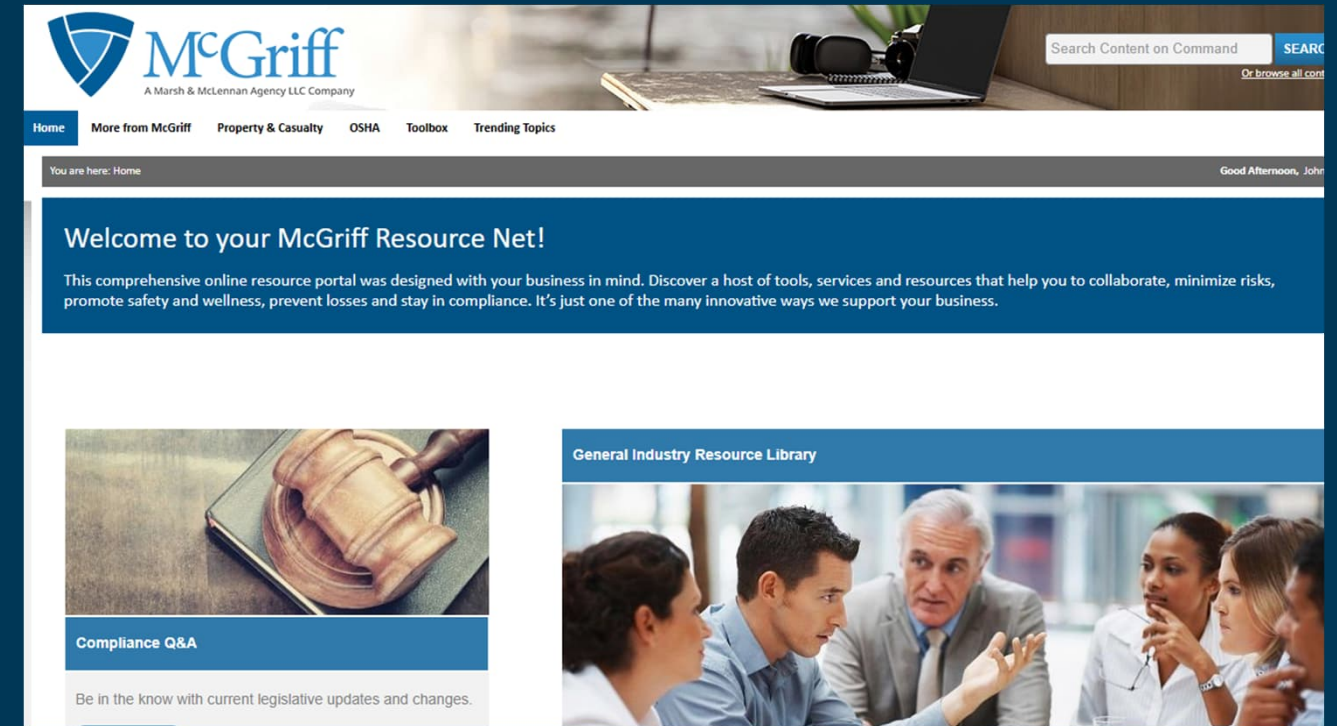 McGriff
A Marsh & McLennan Agency LLC Company
Search Content on Command
Or browse all
Home More from McGriff Property & Casualty OSHA Toolbox Trending Topics
You are here: Home
Good Afternoon, John
Welcome to your McGriff Resource Net!
This comprehensive online resource portal was designed with your business in mind. Discover a host of tools, services and resources that help you to collaborate, minimize risks,
promote safety and wellness, prevent losses and stay in compliance. It's just one of the many innovative ways we support your business.
General Industry Resource Library
Compliance Q&A
Be in the know with current legislative updates and changes.